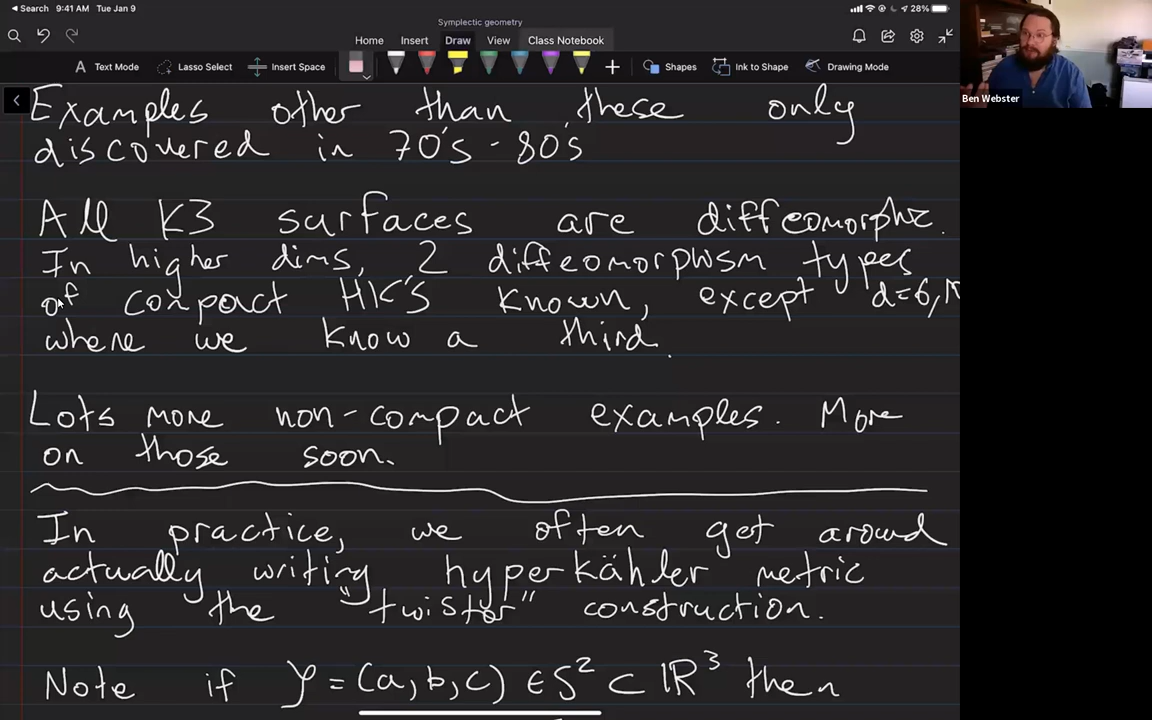 Search 9:41 AM Tue Jan 9
28%
Symplectic geometry
Home Insert Draw View Class Notebook
Text Mode Lasso Select Insert Space Shapes Ink to Shape Drawing Mode
Ben Webster
Examples other than these only
discovered in 70's - 80's
All K3 surfaces are diffeomorphic.
In higher dims, 2 diffeomorphism types
of compact HK's known, except d=6,
where we know a third.
Lots more non-compact examples. More
on those soon.
In practice, we often get around
actually writing hyperkähler metric
using the "twistor" construction.
Note if = (a, b, c) ∈ S² ⊂ ℝ³ then